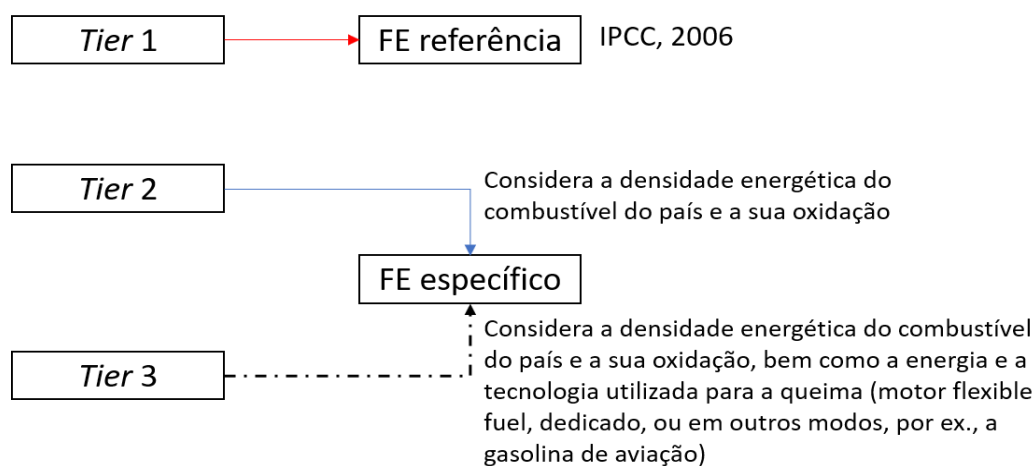 Tier 1
FE referência
IPCC, 2006
Tier 2
Considera a densidade energética do
combustível do país e a sua oxidação
FE específico
Tier 3
Considera a densidade energética do combustível
do país e a sua oxidação, bem como a energia e a
tecnologia utilizada para a queima (motor flexible
fuel, dedicado, ou em outros modos, por ex., a
gasolina de aviação)